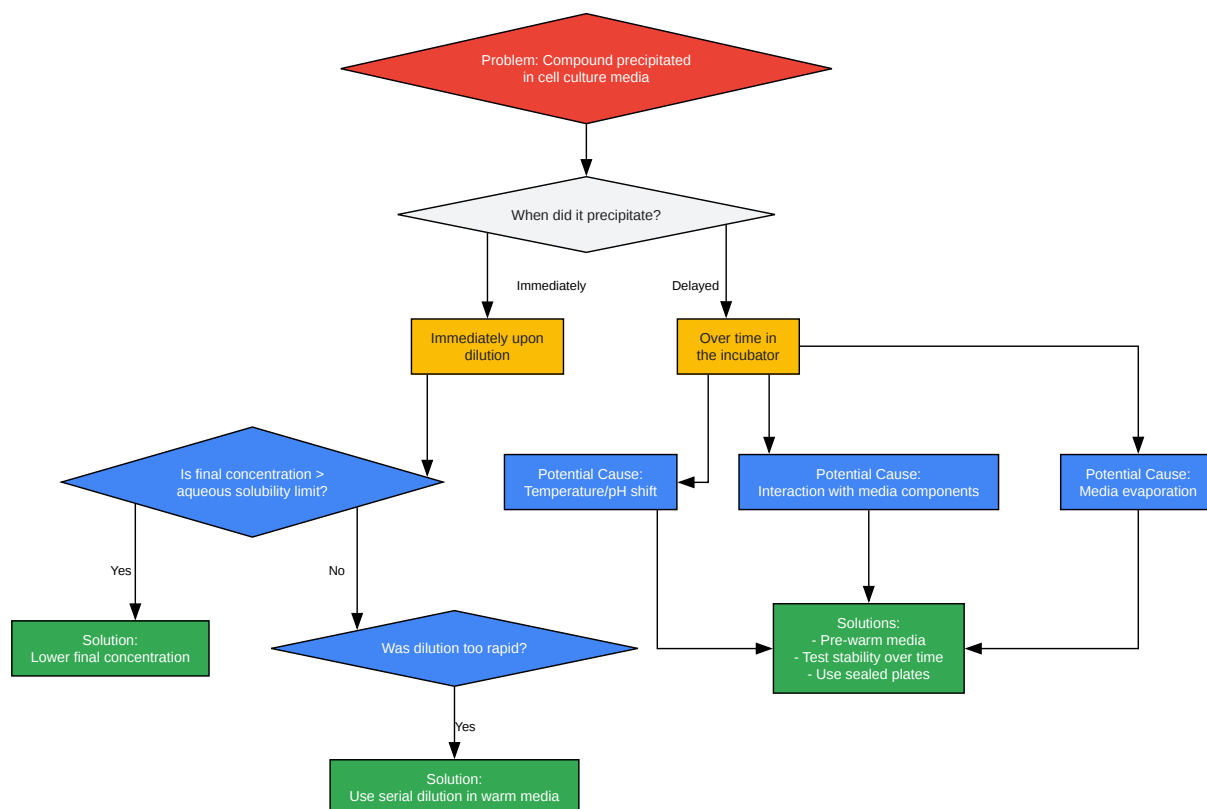 Problem: Compound precipitated
in cell culture media
When did it precipitate?
Immediately
Delayed
Immediately upon
dilution
Over time in
the incubator
Is final concentration >
aqueous solubility limit?
Potential Cause:
Temperature/pH shift
Potential Cause:
Interaction with media components
Potential Cause:
Media evaporation
Yes
No
Solution:
Lower final concentration
Was dilution too rapid?
Solutions:
- Pre-warm media
- Test stability over time
- Use sealed plates
Yes
Solution:
Use serial dilution in warm media